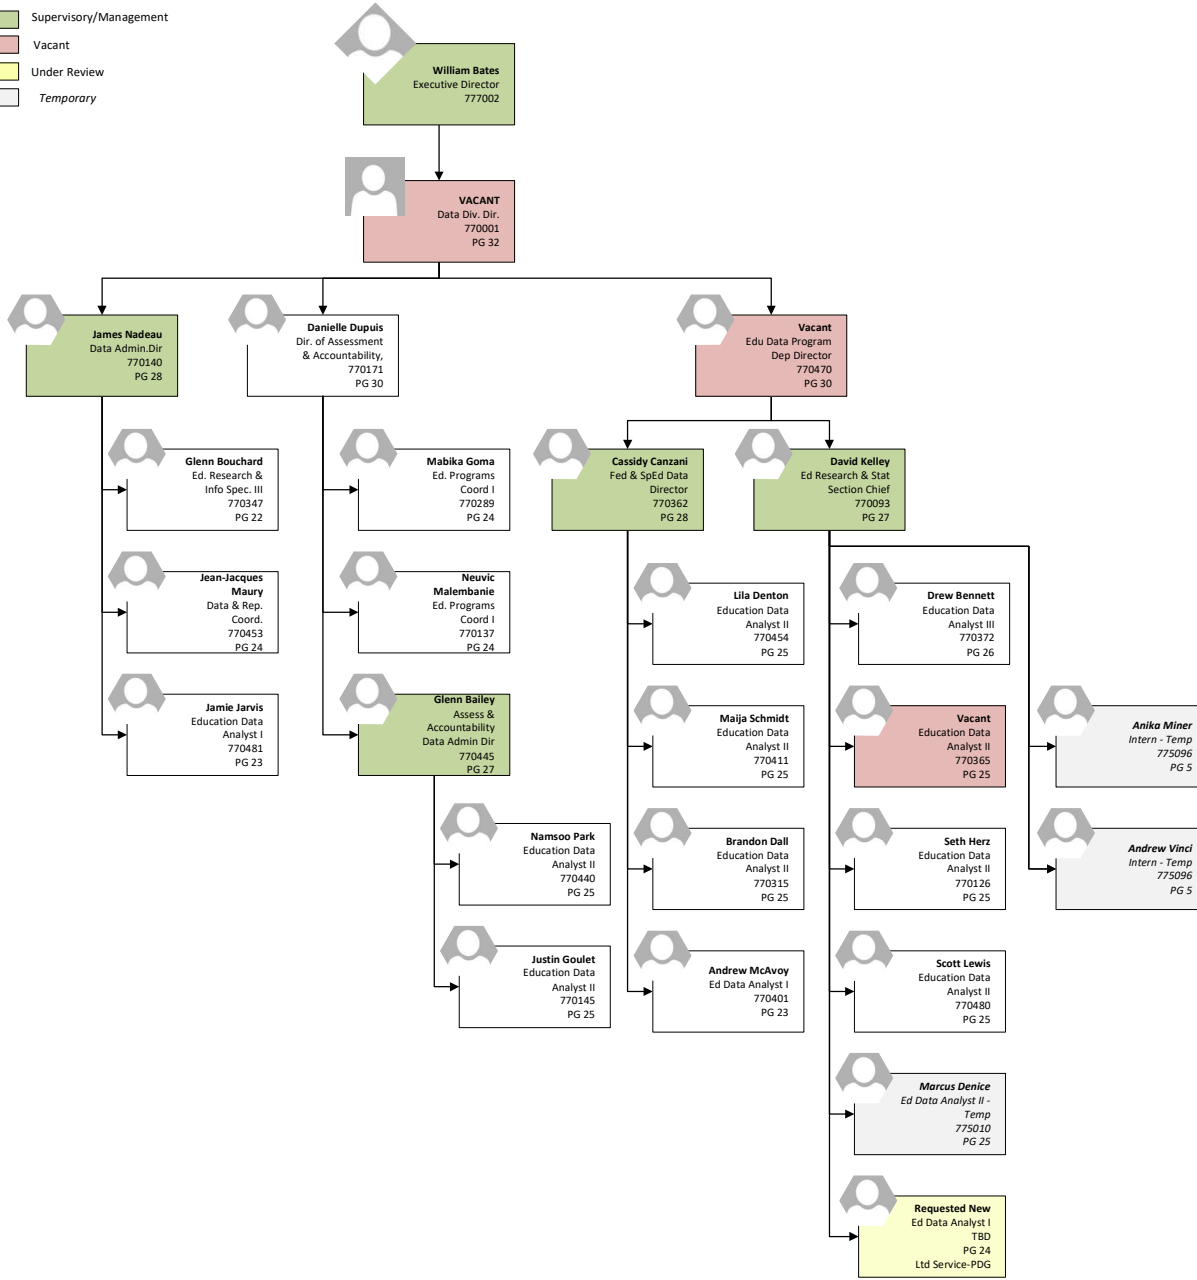 Supervisory/Management
Vacant
Under Review
Temporary
William Bates
Executive Director
777002
VACANT
Data Div. Dir.
770001
PG 32
James Nadeau
Data Admin.Dir
770140
PG 28
Danielle Dupuis
Dir. of Assessment
& Accountability,
770171
PG 30
Vacant
Edu Data Program
Dep Director
770470
PG 30
Glenn Bouchard
Ed. Research &
Info Spec. III
770347
PG 22
Mabika Goma
Ed. Programs
Coord I
770289
PG 24
Cassidy Canzani
Fed & SpEd Data
Director
770362
PG 28
David Kelley
Ed Research & Stat
Section Chief
770093
PG 27
Jean-Jacques
Maury
Data & Rep.
Coord.
770453
PG 24
Neuvic
Malembanie
Ed. Programs
Coord I
770137
PG 24
Lila Denton
Education Data
Analyst II
770454
PG 25
Drew Bennett
Education Data
Analyst III
770372
PG 26
Jamie Jarvis
Education Data
Analyst I
770481
PG 23
Glenn Bailey
Assess &
Accountability
Data Admin Dir
770445
PG 27
Maija Schmidt
Education Data
Analyst II
770411
PG 25
Vacant
Education Data
Analyst II
770365
PG 25
Anika Miner
Intern - Temp
775096
PG 5
Namsoo Park
Education Data
Analyst II
770440
PG 25
Brandon Dall
Education Data
Analyst II
770315
PG 25
Seth Herz
Education Data
Analyst II
770126
PG 25
Andrew Vinci
Intern - Temp
775096
PG 5
Justin Goulet
Education Data
Analyst II
770145
PG 25
Andrew McAvoy
Ed Data Analyst I
770401
PG 23
Scott Lewis
Education Data
Analyst II
770480
PG 25
Marcus Denice
Ed Data Analyst II -
Temp
775010
PG 25
Requested New
Ed Data Analyst I
TBD
PG 24
Ltd Service-PDG